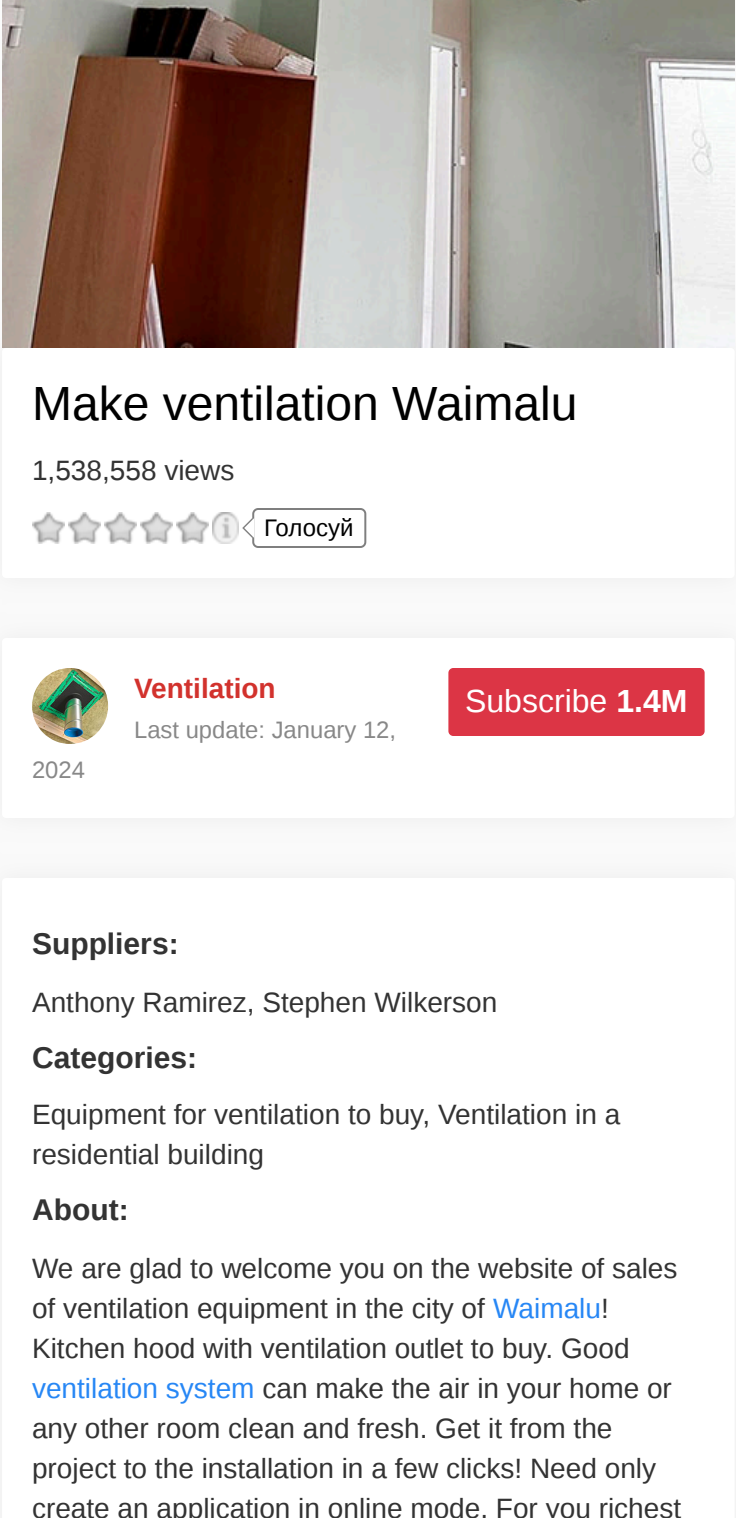 Make ventilation Waimalu
1,538,558 views
Голосуй
Ventilation
Subscribe 1.4M
Last update: January 12,
2024
Suppliers:
Anthony Ramirez, Stephen Wilkerson
Categories:
Equipment for ventilation to buy, Ventilation in a
residential building
About:
We are glad to welcome you on the website of sales
of ventilation equipment in the city of Waimalu!
Kitchen hood with ventilation outlet to buy. Good
ventilation system can make the air in your home or
any other room clean and fresh. Get it from the
project to the installation in a few clicks! Need only
create an application in online mode. For you richest